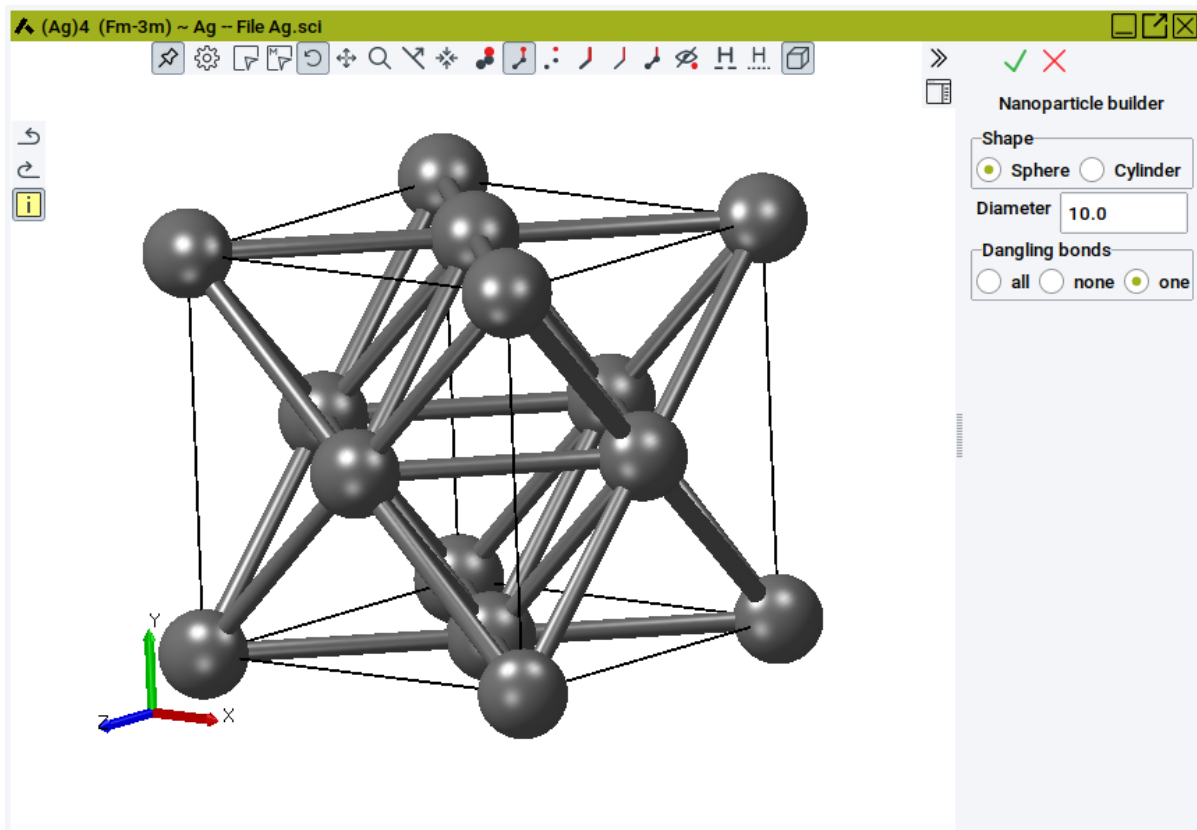 (Ag)4 (Fm-3m) ~ Ag -- File Ag.sci
M
H H
i
Nanoparticle builder
Shape
Sphere Cylinder
Diameter 10.0
Dangling bonds
all none one
Y
Z X